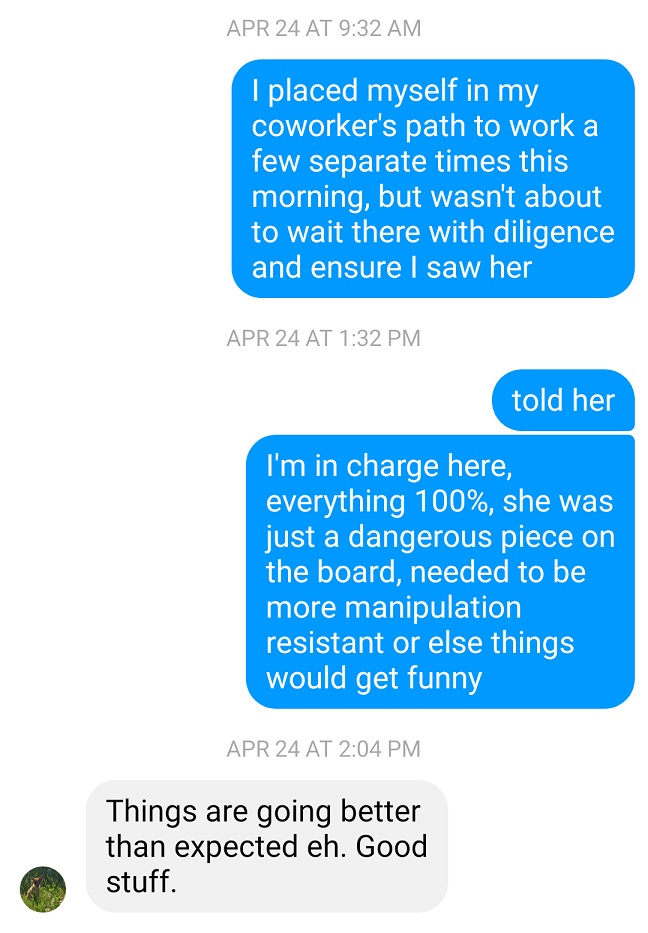 APR 24 AT 9:32 AM
I placed myself in my
coworker's path to work a
few separate times this
morning, but wasn't about
to wait there with diligence
and ensure I saw her
APR 24 AT 1:32 PM
told her
I'm in charge here,
everything 100%, she was
just a dangerous piece on
the board, needed to be
more manipulation
resistant or else things
would get funny
APR 24 AT 2:04 PM
Things are going better
than expected eh. Good
stuff.